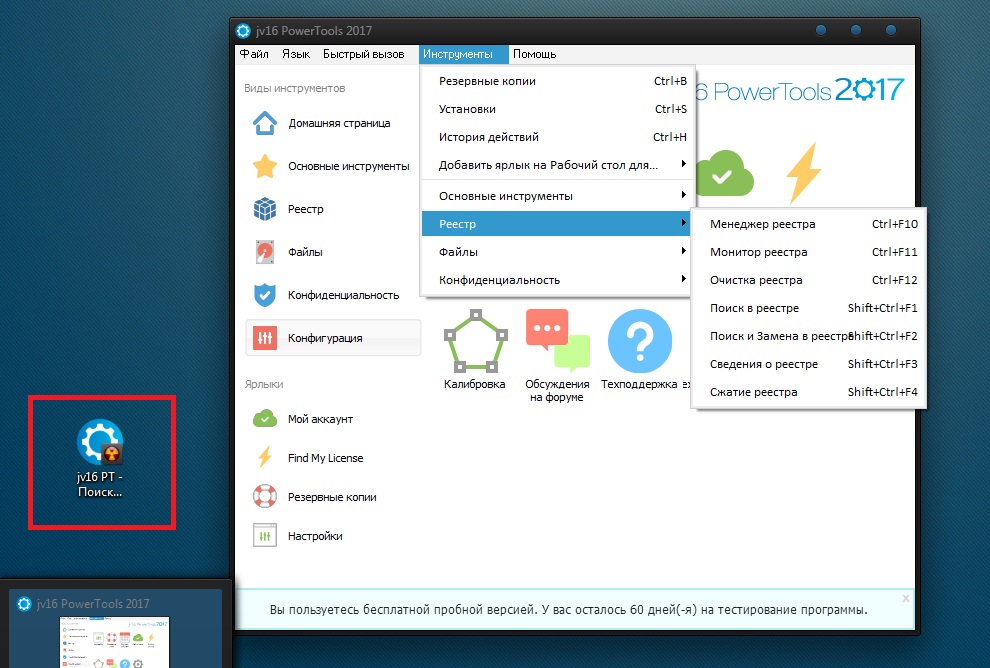 jv16 PowerTools 2017
Файл Язык Быстрый вызов Инструменты Помощь
Виды инструментов
Домашняя страница
Основные инструменты
Реестр
Файлы
Конфиденциальность
Конфигурация
Ярлыки
Мой аккаунт
Find My License
Резервные копии
Настройки
6 PowerTools 2017
Резервные копии Ctrl+B
Установки Ctrl+S
История действий Ctrl+H
Добавить ярлык на Рабочий стол для...
Основные инструменты
Реестр
Файлы
Конфиденциальность
Менеджер реестра Ctrl+F10
Монитор реестра Ctrl+F11
Очистка реестра Ctrl+F12
Поиск в реестре Shift+Ctrl+F1
Поиск и Замена в реестре Shift+Ctrl+F2
Сведения о реестре Shift+Ctrl+F3
Сжатие реестра Shift+Ctrl+F4
Калибровка
Обсуждения
на форуме
Техподдержка
jv16 PT -
Поиск...
Вы пользуетесь бесплатной пробной версией. У вас осталось 60 дней(-я) на тестирование программы.
x
jv16 PowerTools 2017